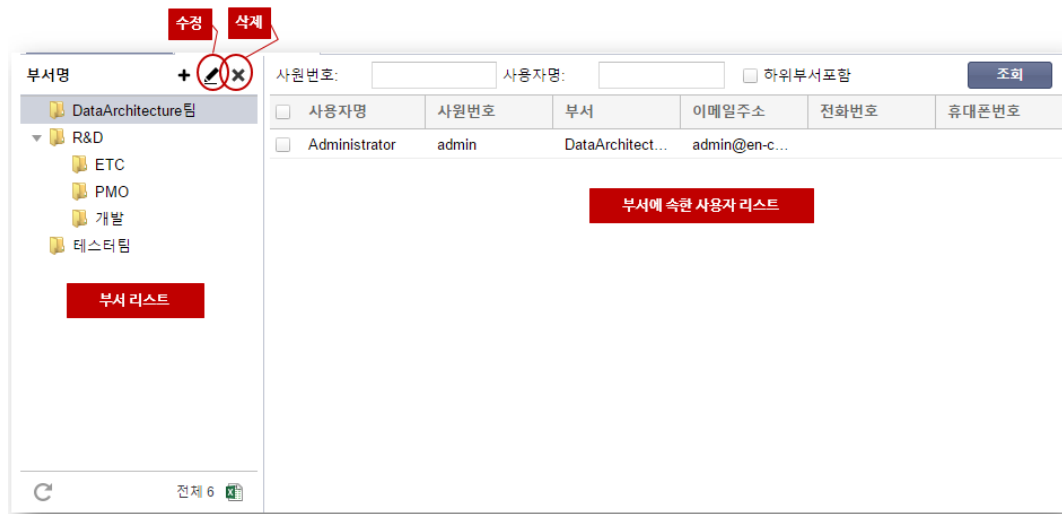 수정 삭제
부서명
사원번호: 사용자명: 하위부서포함 조회
사용자명 사원번호 부서 이메일주소 전화번호 휴대폰번호
Administrator admin DataArchitect... admin@en-c...
DataArchitecture팀
R&D
ETC
PMO
개발
테스터팀
부서 리스트
부서에 속한 사용자 리스트
전체 6